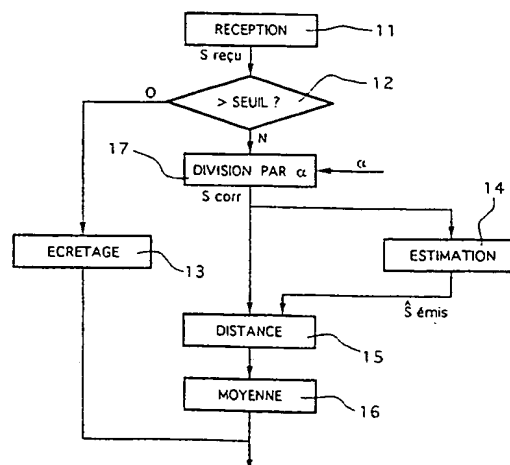 RECEPTION
11
S reçu
12
O
> SEUIL ?
N
17
DIVISION PAR α
α
S corr
14
ECRETAGE
13
ESTIMATION
Ŝ émis
DISTANCE
15
MOYENNE
16